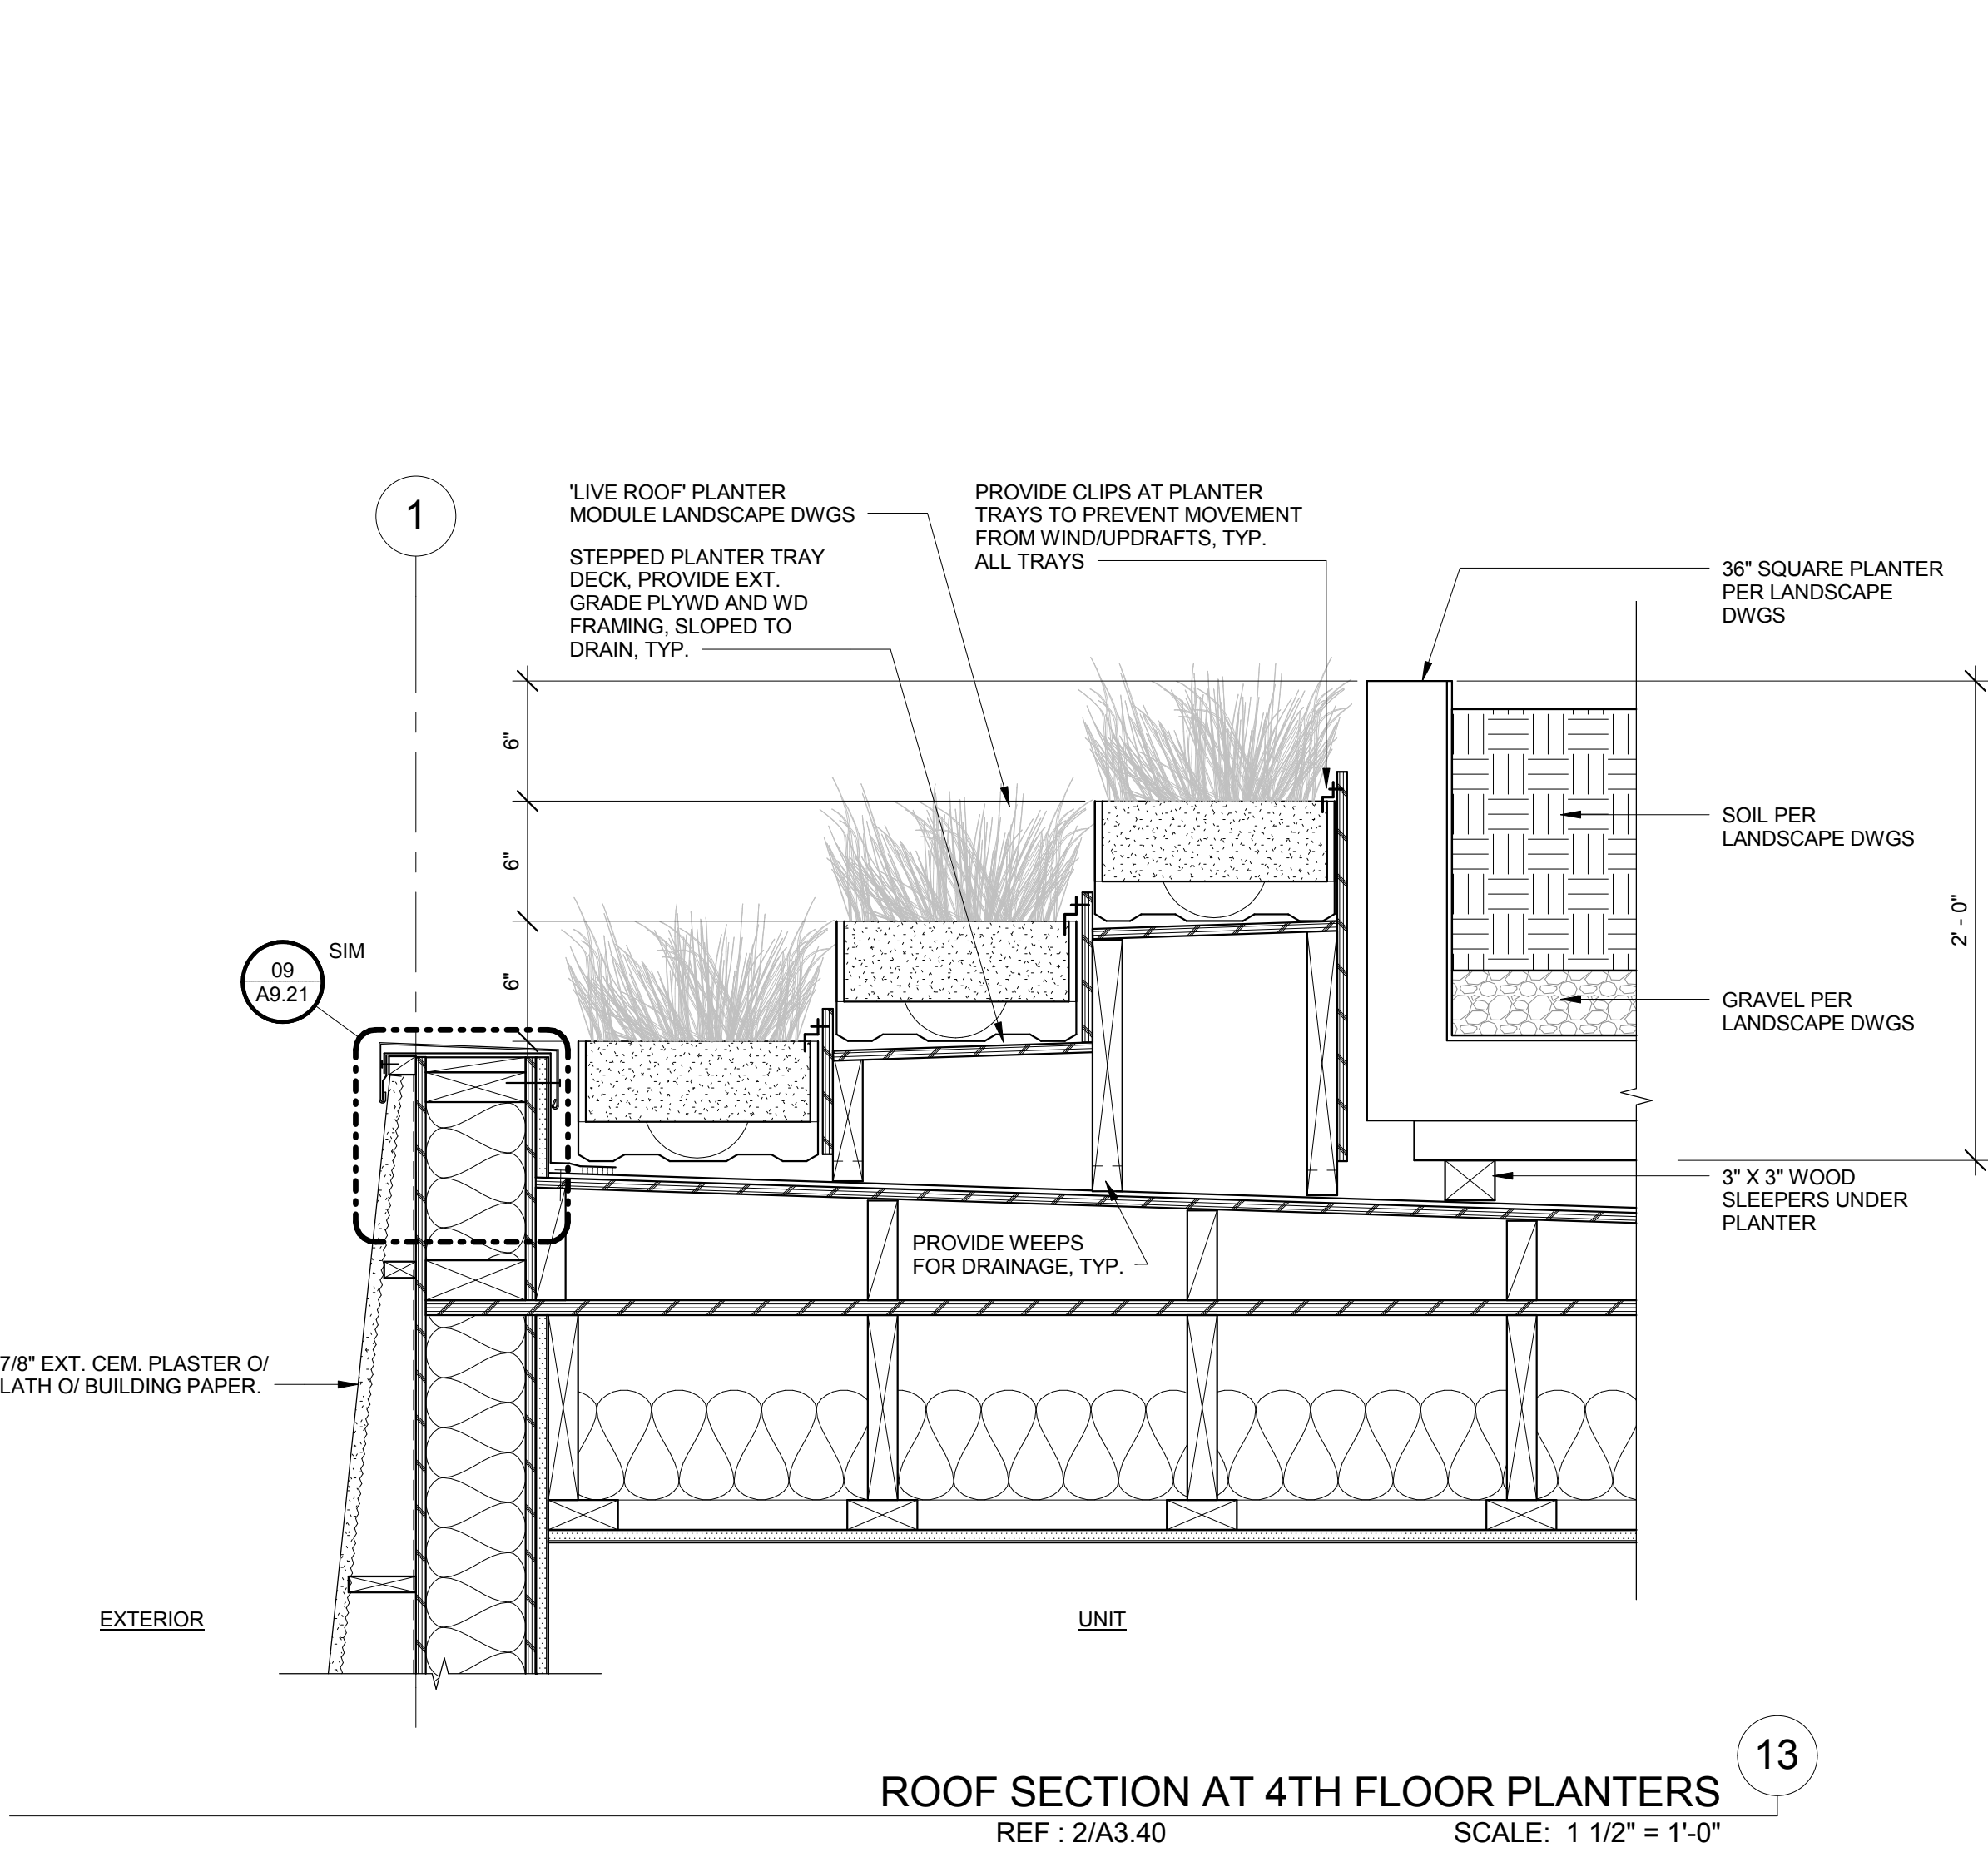 1
'LIVE ROOF' PLANTER
MODULE LANDSCAPE DWGS
STEPPED PLANTER TRAY
DECK, PROVIDE EXT.
GRADE PLYWD AND WD
FRAMING, SLOPED TO
DRAIN, TYP.
PROVIDE CLIPS AT PLANTER
TRAYS TO PREVENT MOVEMENT
FROM WIND/UPDRAFTS, TYP.
ALL TRAYS
36" SQUARE PLANTER
PER LANDSCAPE
DWGS
6"
6"
6"
SOIL PER
LANDSCAPE DWGS
2' - 0"
SIM
09
A9.21
GRAVEL PER
LANDSCAPE DWGS
3" X 3" WOOD
SLEEPERS UNDER
PLANTER
PROVIDE WEEPS
FOR DRAINAGE, TYP.
7/8" EXT. CEM. PLASTER O/
LATH O/ BUILDING PAPER.
EXTERIOR
UNIT
13
ROOF SECTION AT 4TH FLOOR PLANTERS
REF : 2/A3.40
SCALE: 1 1/2" = 1'-0"